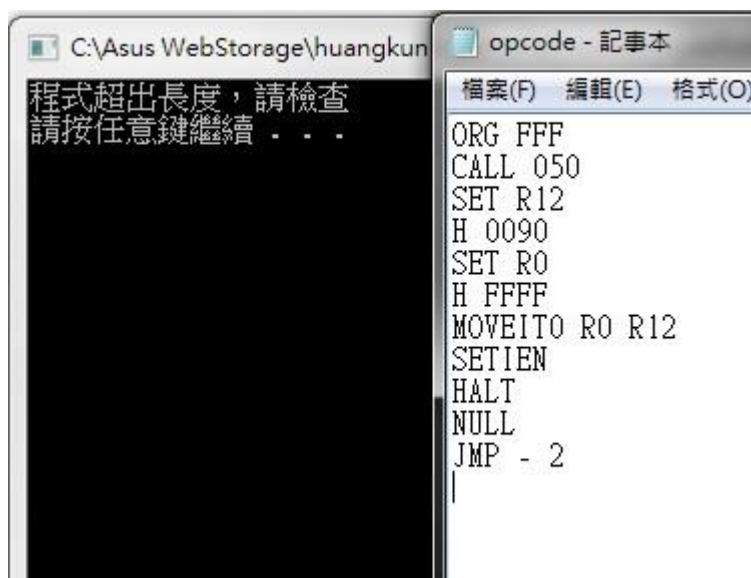 C:\Asus WebStorage\huangkun
程式超出長度，請檢查
請按任意鍵繼續 . . .
opcode - 記事本
檔案(F) 編輯(E) 格式(O)
ORG FFF
CALL 050
SET R12
H 0090
SET R0
H FFFF
MOVEITO R0 R12
SETIEN
HALT
NULL
JMP - 2